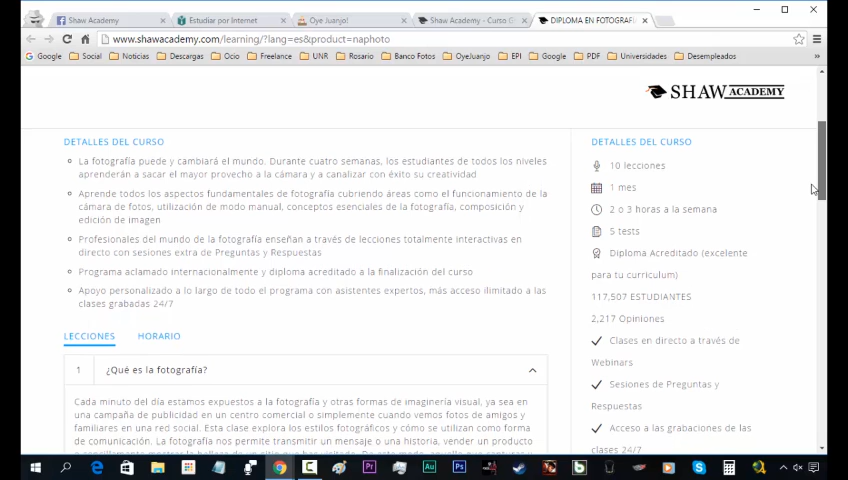 Shaw Academy
Estudiar por Internet
Oye Juanjo!
Shaw Academy - Curso G
DIPLOMA EN FOTOGRAFI
www.shawacademy.com/learning/?lang=es&product=naphoto
Google Social Noticias Descargas Ocio Freelance UNR Rosario Banco Fotos OyeJuanjo EPI Google PDF Universidades Desempleados
SHAW ACADEMY
DETALLES DEL CURSO
La fotografía puede y cambiará el mundo. Durante cuatro semanas, los estudiantes de todos los niveles
aprenderán a sacar el mayor provecho a la cámara y a canalizar con éxito su creatividad
Aprende todos los aspectos fundamentales de fotografía cubriendo áreas como el funcionamiento de la
cámara de fotos, utilización de modo manual, conceptos esenciales de la fotografía, composición y
edición de imagen
Profesionales del mundo de la fotografía enseñan a través de lecciones totalmente interactivas en
directo con sesiones extra de Preguntas y Respuestas
Programa aclamado internacionalmente y diploma acreditado a la finalización del curso
Apoyo personalizado a lo largo de todo el programa con asistentes expertos, más acceso ilimitado a las
clases grabadas 24/7
LECCIONES HORARIO
1 ¿Qué es la fotografía?
Cada minuto del día estamos expuestos a la fotografía y otras formas de imaginería visual, ya sea en
una campaña de publicidad en un centro comercial o simplemente cuando vemos fotos de amigos y
familiares en una red social. Esta clase explora los estilos fotográficos y cómo se utilizan como forma
de comunicación. La fotografía nos permite transmitir un mensaje o una historia, vender un producto
DETALLES DEL CURSO
10 lecciones
1 mes
2 o 3 horas a la semana
5 tests
Diploma Acreditado (excelente
para tu curriculum)
117,507 ESTUDIANTES
2,217 Opiniones
Clases en directo a través de
Webinars
Sesiones de Preguntas y
Respuestas
Acceso a las grabaciones de las
clases 24/7